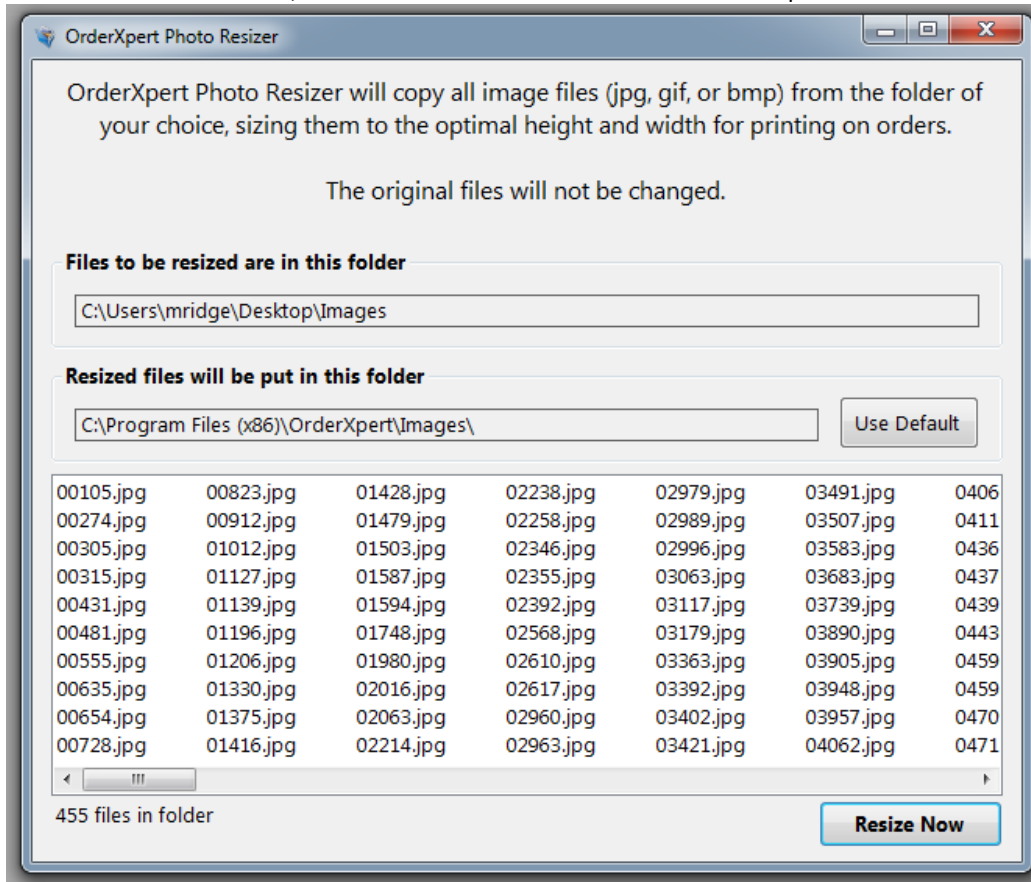 OrderXpert Photo Resizer
OrderXpert Photo Resizer will copy all image files (jpg, gif, or bmp) from the folder of
your choice, sizing them to the optimal height and width for printing on orders.
The original files will not be changed.
Files to be resized are in this folder
C:\Users\mridge\Desktop\Images
Resized files will be put in this folder
C:\Program Files (x86)\OrderXpert\Images\ Use Default
00105.jpg 00823.jpg 01428.jpg 02238.jpg 02979.jpg 03491.jpg 0406
00274.jpg 00912.jpg 01479.jpg 02258.jpg 02989.jpg 03507.jpg 0411
00305.jpg 01012.jpg 01503.jpg 02346.jpg 02996.jpg 03583.jpg 0436
00315.jpg 01127.jpg 01587.jpg 02355.jpg 03063.jpg 03683.jpg 0437
00431.jpg 01139.jpg 01594.jpg 02392.jpg 03117.jpg 03739.jpg 0439
00481.jpg 01196.jpg 01748.jpg 02568.jpg 03179.jpg 03890.jpg 0443
00555.jpg 01206.jpg 01980.jpg 02610.jpg 03363.jpg 03905.jpg 0459
00635.jpg 01330.jpg 02016.jpg 02617.jpg 03392.jpg 03948.jpg 0459
00654.jpg 01375.jpg 02063.jpg 02960.jpg 03402.jpg 03957.jpg 0470
00728.jpg 01416.jpg 02214.jpg 02963.jpg 03421.jpg 04062.jpg 0471
455 files in folder
Resize Now